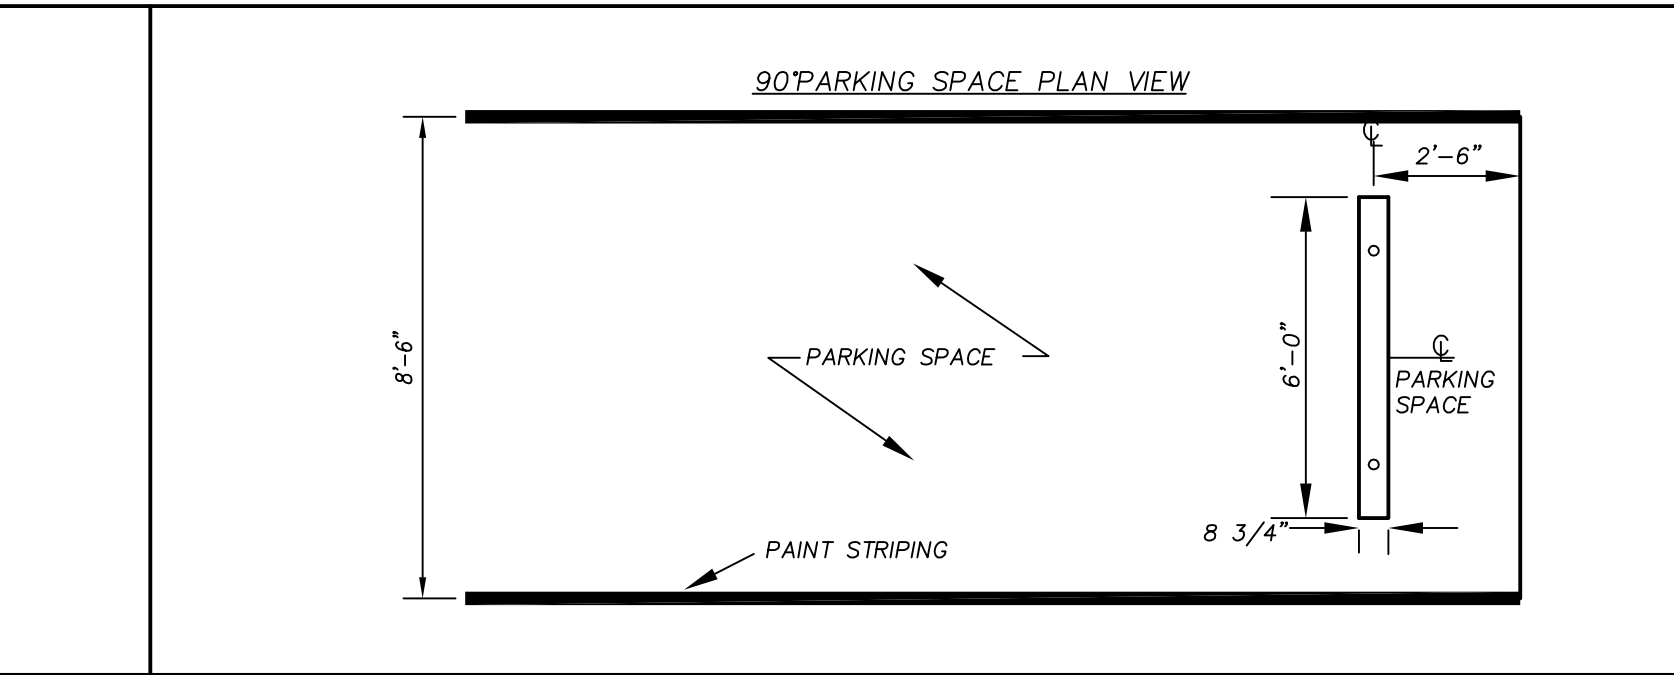 90°PARKING SPACE PLAN VIEW
℄
2'-6"
8'-6"
PARKING SPACE
6'-0"
℄
PARKING
SPACE
8 3/4"
PAINT STRIPING